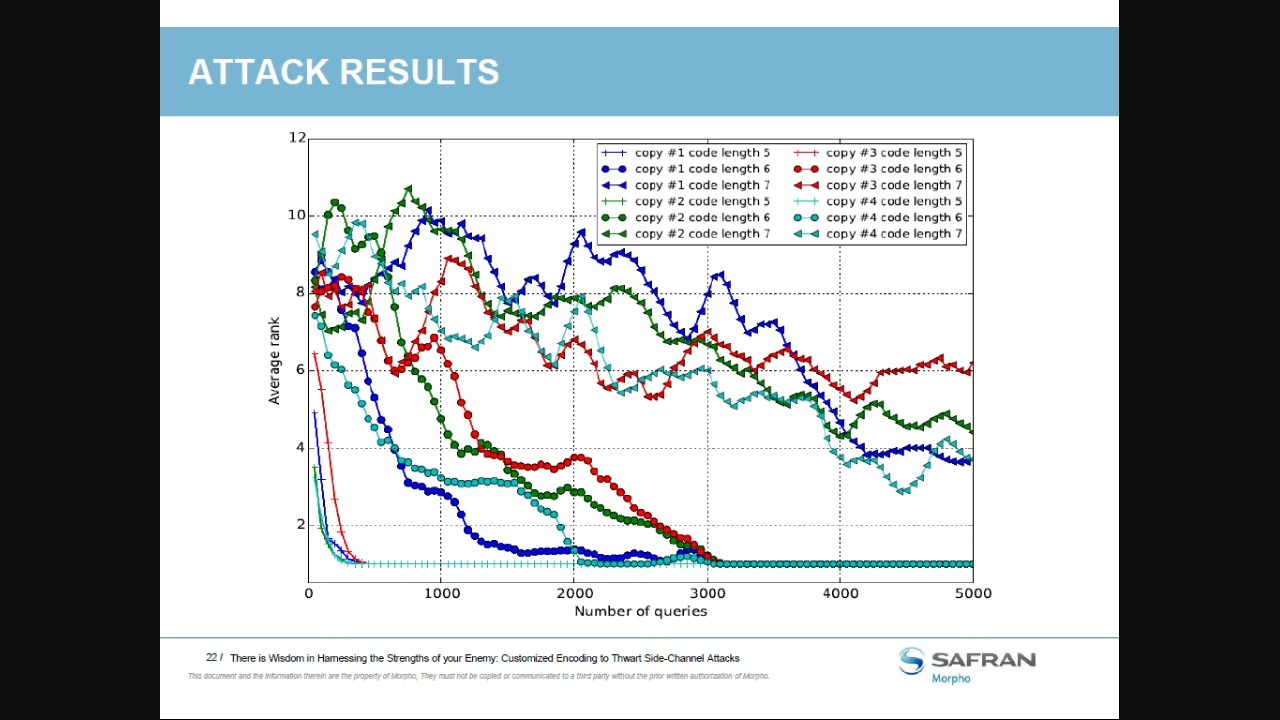 ATTACK RESULTS
12
10
8
6
4
2
Average rank
copy #1 code length 5
copy #1 code length 6
copy #1 code length 7
copy #2 code length 5
copy #2 code length 6
copy #2 code length 7
copy #3 code length 5
copy #3 code length 6
copy #3 code length 7
copy #4 code length 5
copy #4 code length 6
copy #4 code length 7
0 1000 2000 3000 4000 5000
Number of queries
22 / There is Wisdom in Harnessing the Strengths of your Enemy: Customized Encoding to Thwart Side-Channel Attacks
This document and the information therein are the property of Morpho, They must not be copied or communicated to a third party without the prior written authorization of Morpho.
SAFRAN
Morpho